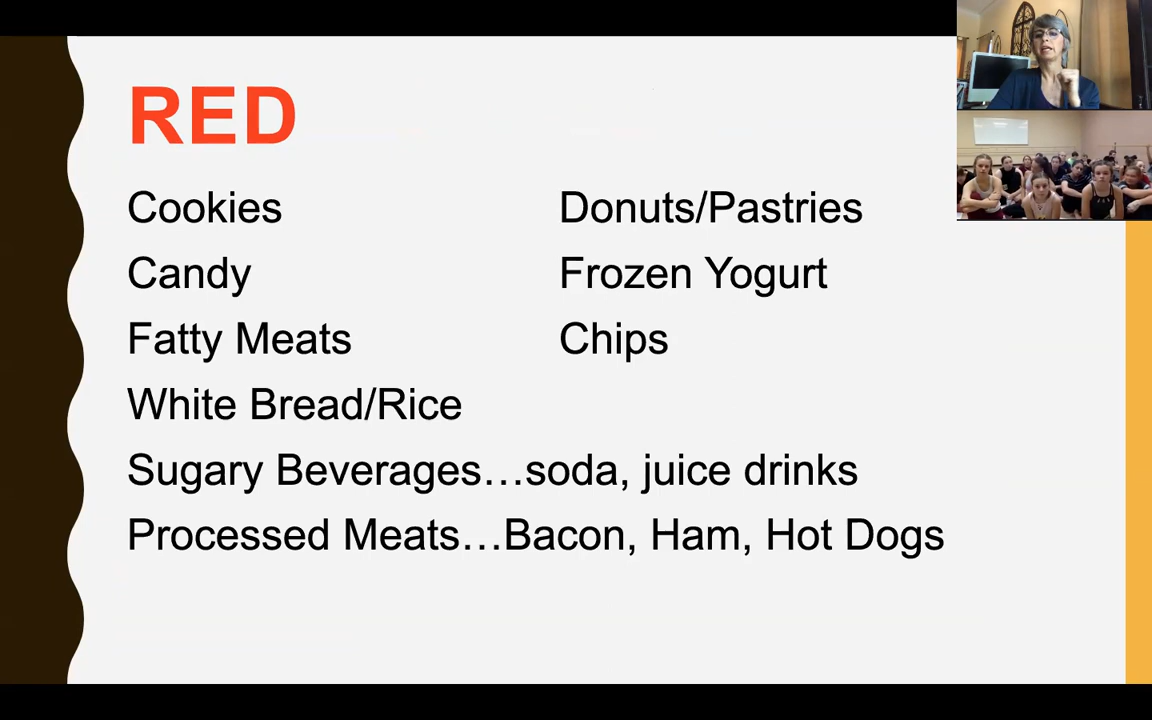 RED
Cookies
Candy
Fatty Meats
White Bread/Rice
Sugary Beverages…soda, juice drinks
Processed Meats…Bacon, Ham, Hot Dogs
Donuts/Pastries
Frozen Yogurt
Chips